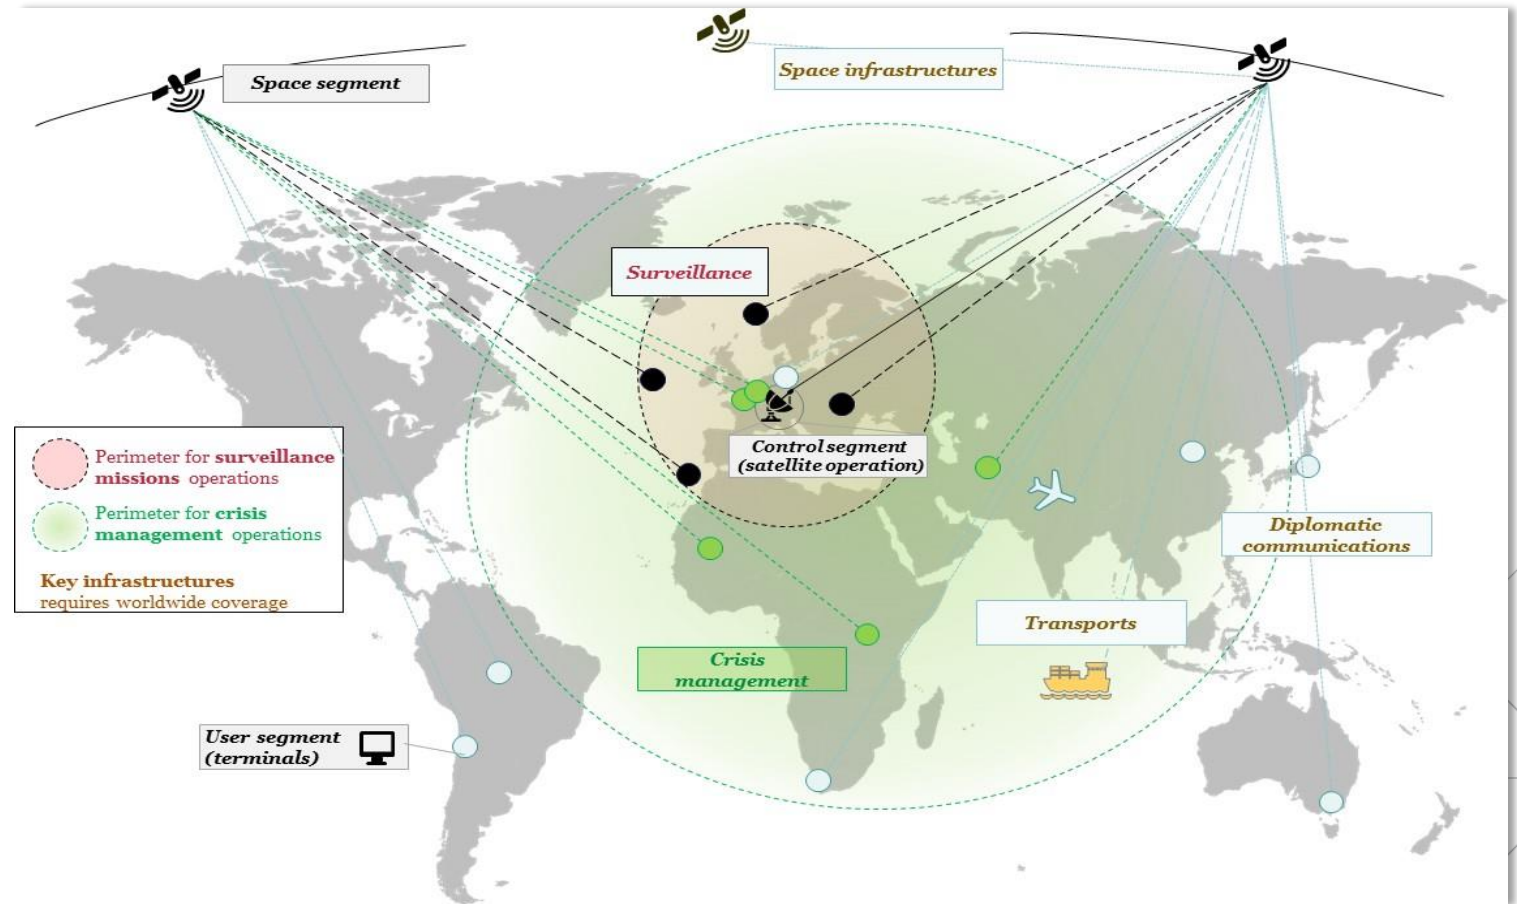 Space segment
Space infrastructures
Surveillance
Control segment
(satellite operation)
Perimeter for surveillance
missions operations
Perimeter for crisis
management operations
Key infrastructures
requires worldwide coverage
Diplomatic
communications
Transports
Crisis
management
User segment
(terminals)